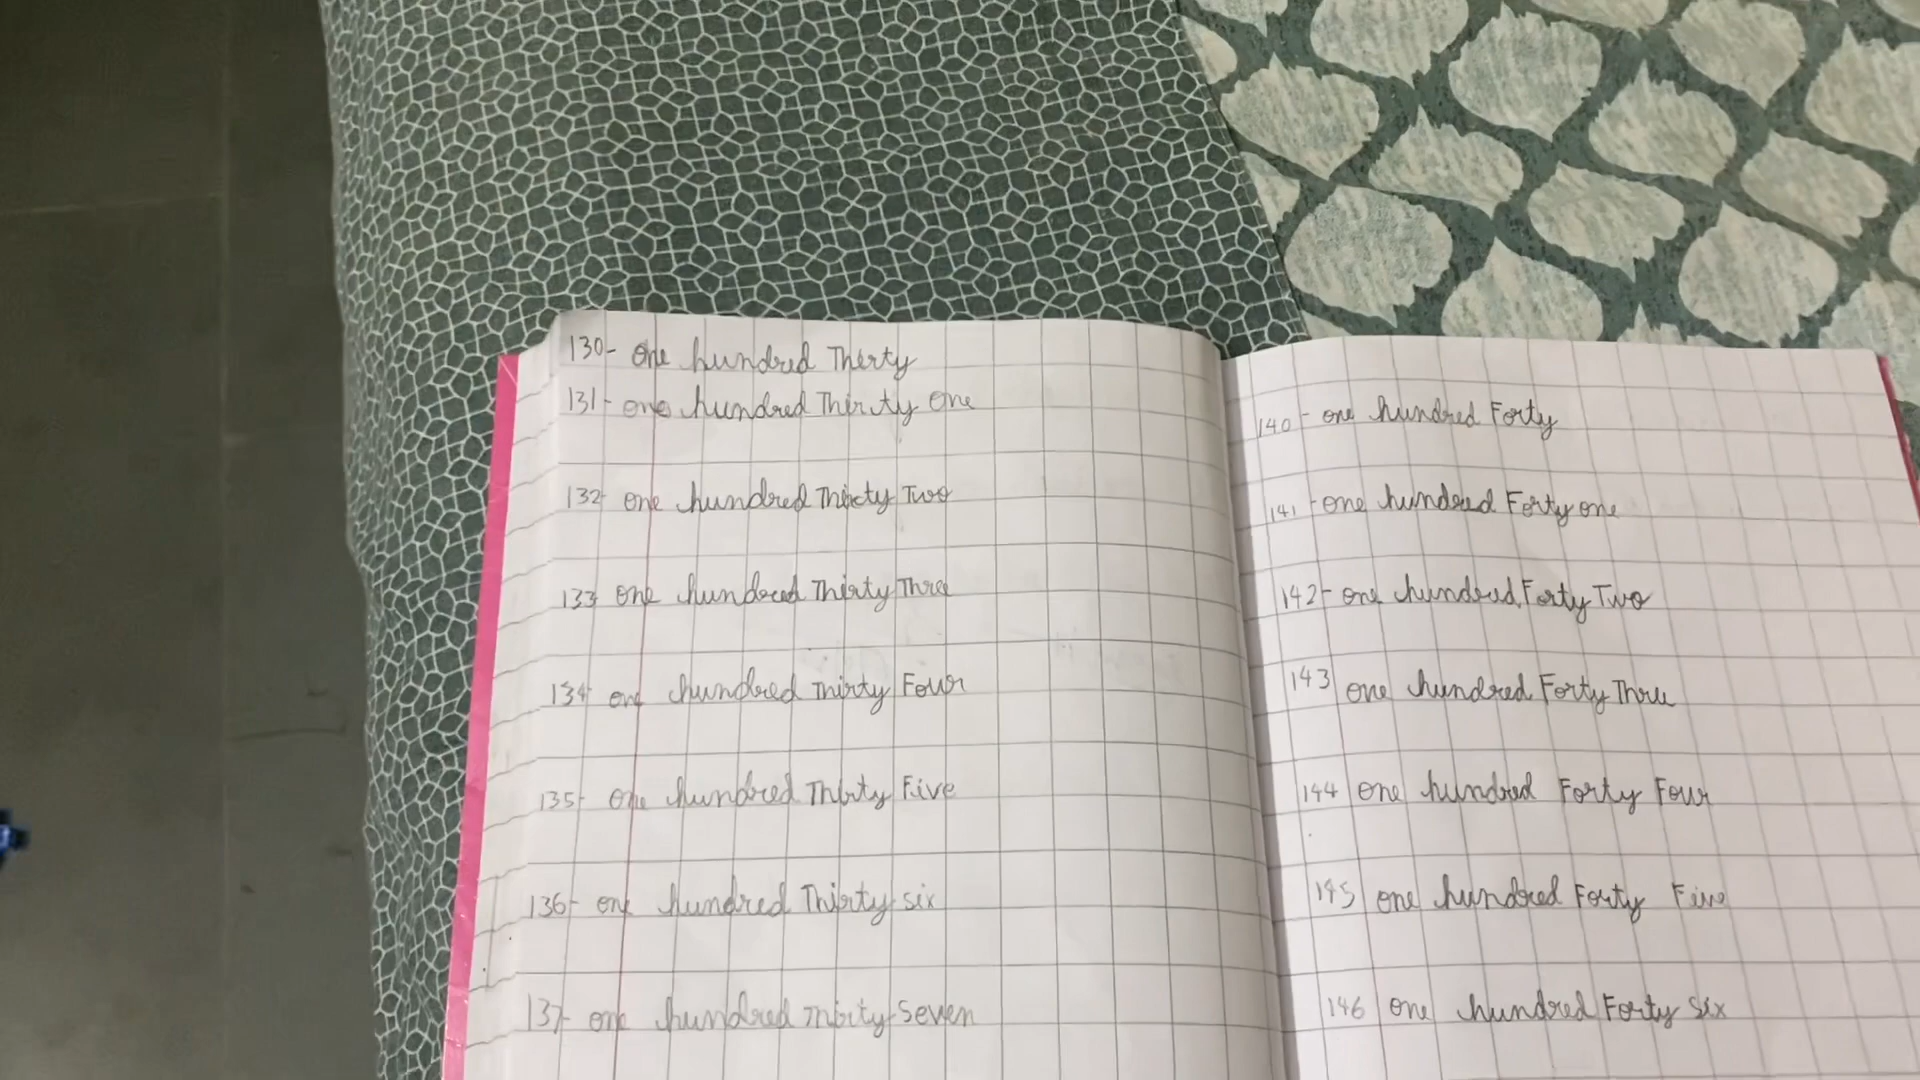 130- One hundred Therty
131- one hundred Thirty One
132- one hundred Thirty Two
133 one hundred Thirty Three
134- one hundred Thirty Four
135- one hundred Thirty Five
136- one hundred Thirty six
137- one hundred Thirty Seven
140- one hundred Forty
141 - one hundred Forty one
142- one hundred Forty Two
143 one hundred Forty Three
144 one hundred Forty Four
145 one hundred Forty Five
146 one hundred Forty Six